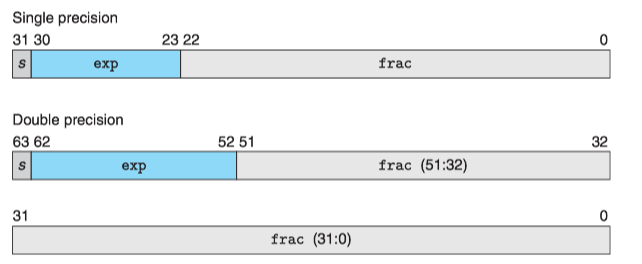 Single precision
31 30 23 22 0
s exp frac
Double precision
63 62 52 51 32
s exp frac (51:32)
31 0
frac (31:0)